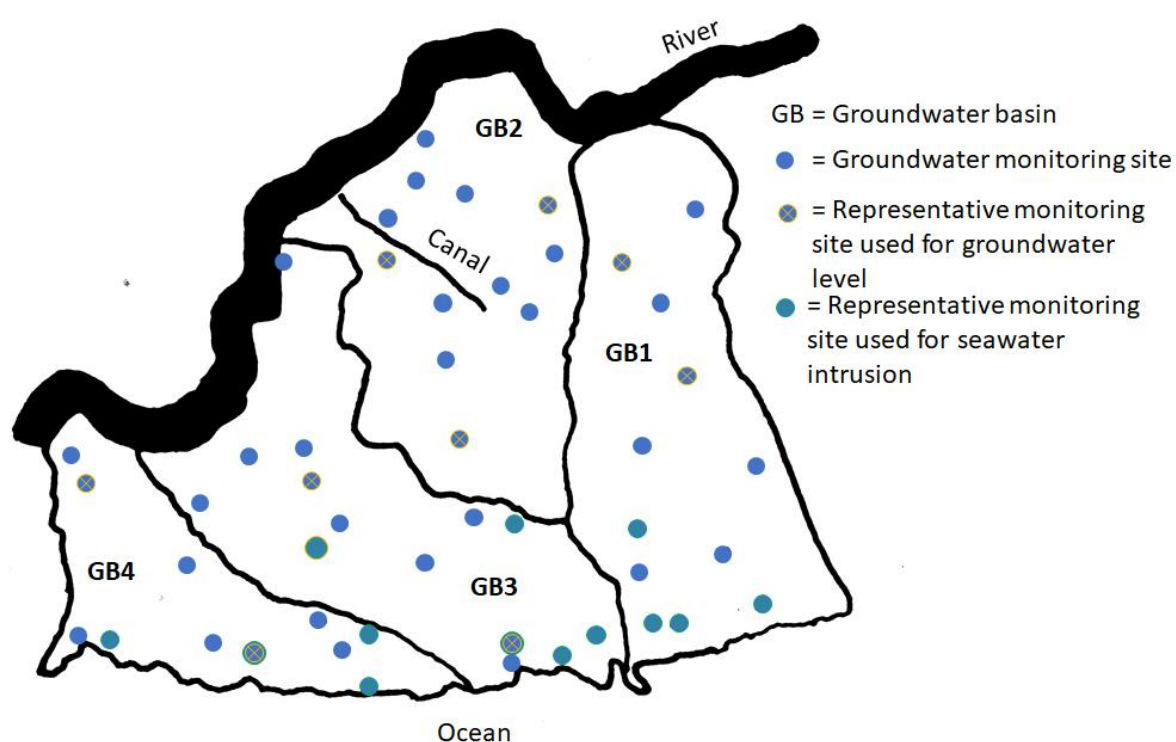 River
GB2
GB = Groundwater basin
= Groundwater monitoring site
= Representative monitoring
site used for groundwater
level
= Representative monitoring
site used for seawater
intrusion
Canal
GB1
GB4
GB3
Ocean